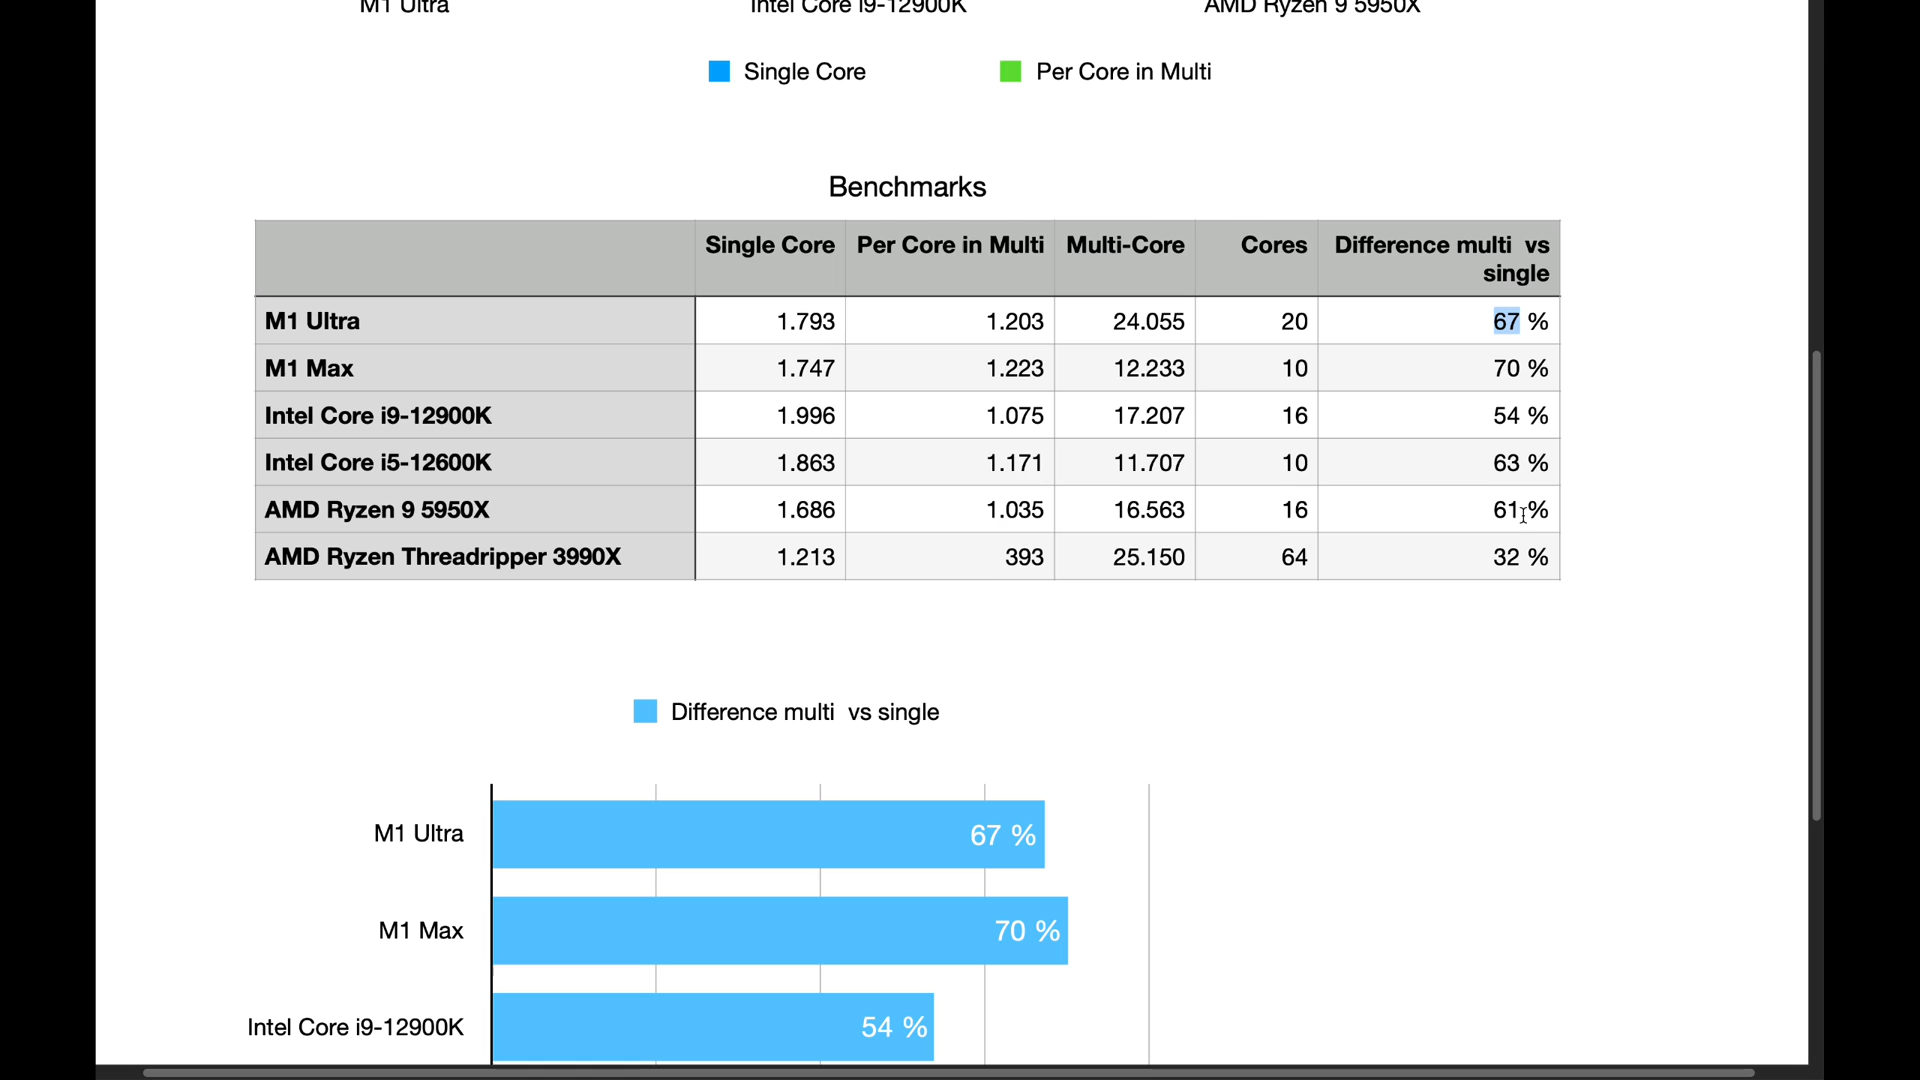 M1 Ultra Intel Core i9-12900K AMD Ryzen 9 5950X
Single Core Per Core in Multi
Benchmarks
Single Core Per Core in Multi Multi-Core Cores Difference multi vs
single
M1 Ultra 1.793 1.203 24.055 20 67 %
M1 Max 1.747 1.223 12.233 10 70 %
Intel Core i9-12900K 1.996 1.075 17.207 16 54 %
Intel Core i5-12600K 1.863 1.171 11.707 10 63 %
AMD Ryzen 9 5950X 1.686 1.035 16.563 16 61 %
AMD Ryzen Threadripper 3990X 1.213 393 25.150 64 32 %
Difference multi vs single
M1 Ultra 67 %
M1 Max 70 %
Intel Core i9-12900K 54 %